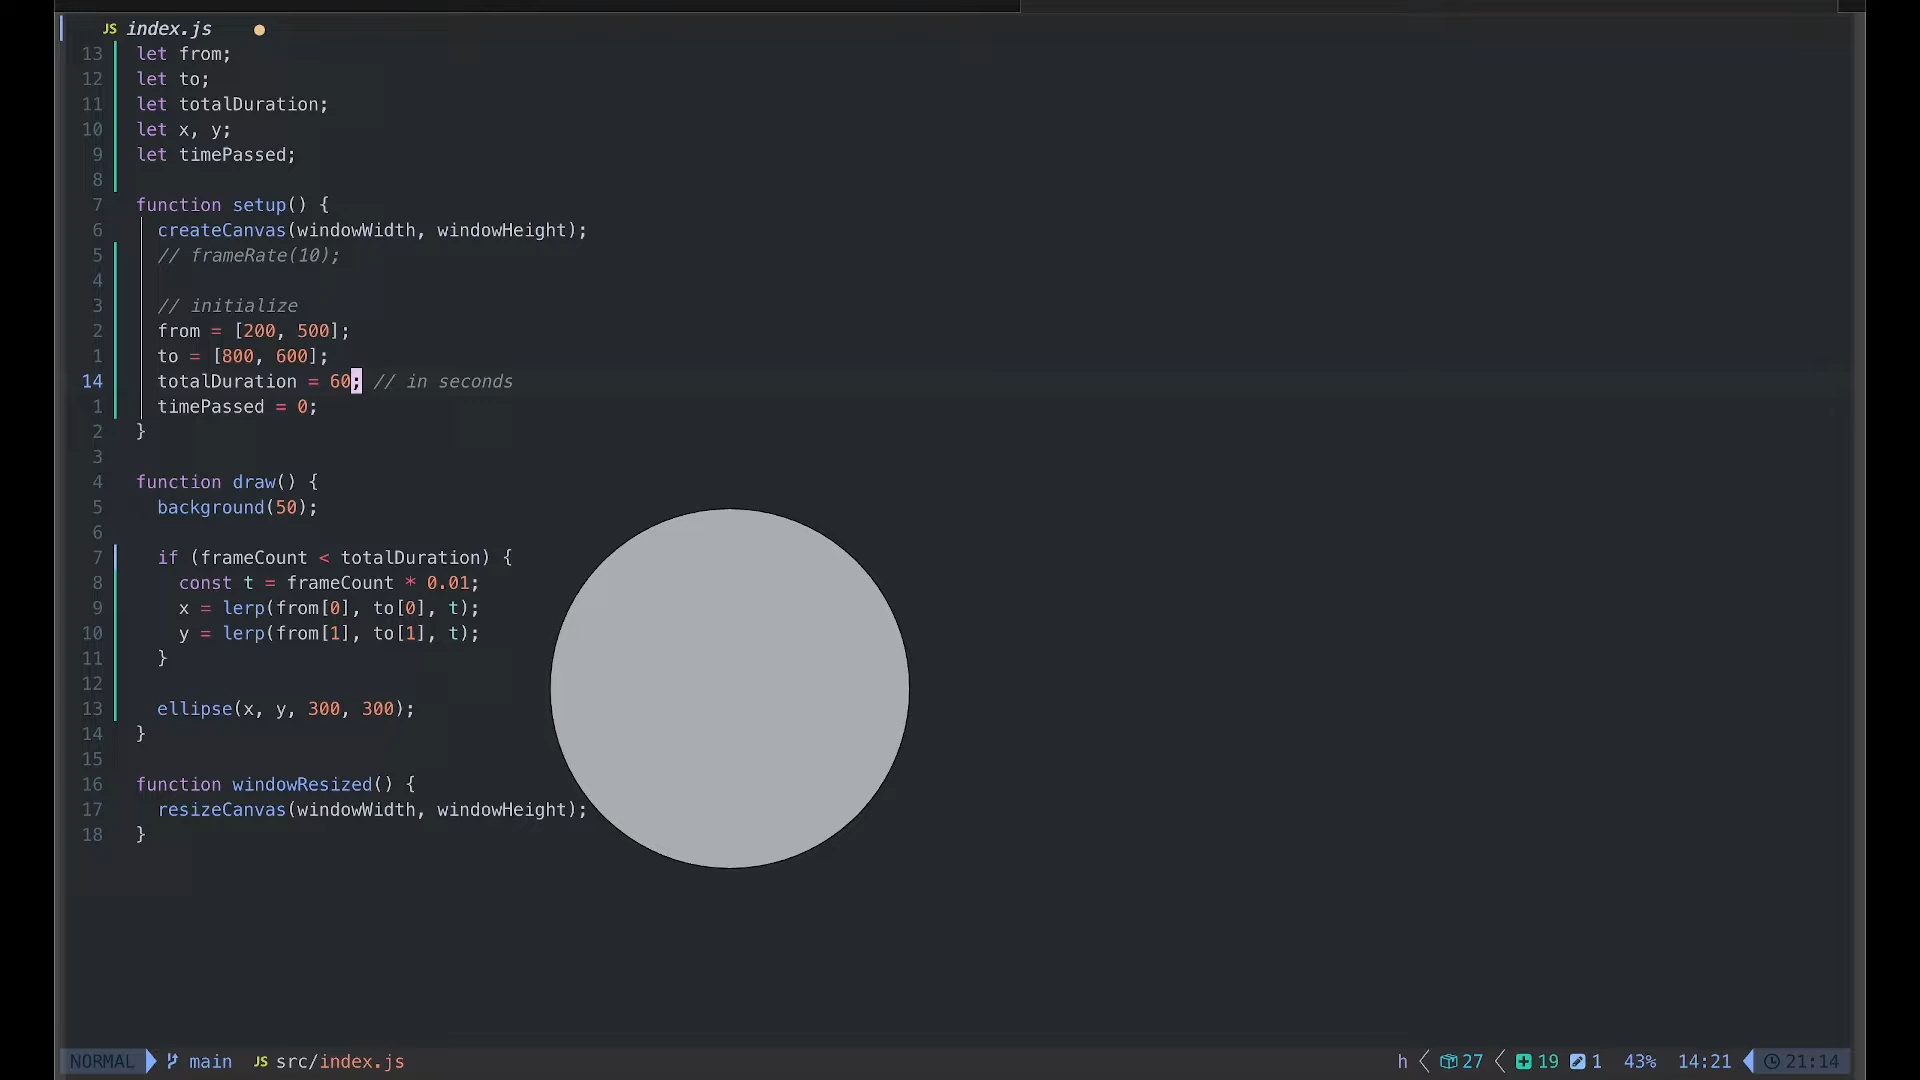 JS index.js
13 let from;
12 let to;
11 let totalDuration;
10 let x, y;
9 let timePassed;
8
7 function setup() {
6 createCanvas(windowWidth, windowHeight);
5 // frameRate(10);
4
3 // initialize
2 from = [200, 500];
1 to = [800, 600];
14 totalDuration = 60; // in seconds
1 timePassed = 0;
2 }
3
4 function draw() {
5 background(50);
6
7 if (frameCount < totalDuration) {
8 const t = frameCount * 0.01;
9 x = lerp(from[0], to[0], t);
10 y = lerp(from[1], to[1], t);
11 }
12
13 ellipse(x, y, 300, 300);
14 }
15
16 function windowResized() {
17 resizeCanvas(windowWidth, windowHeight);
18 }
NORMAL main JS src/index.js h 27 19 1 43% 14:21 21:14